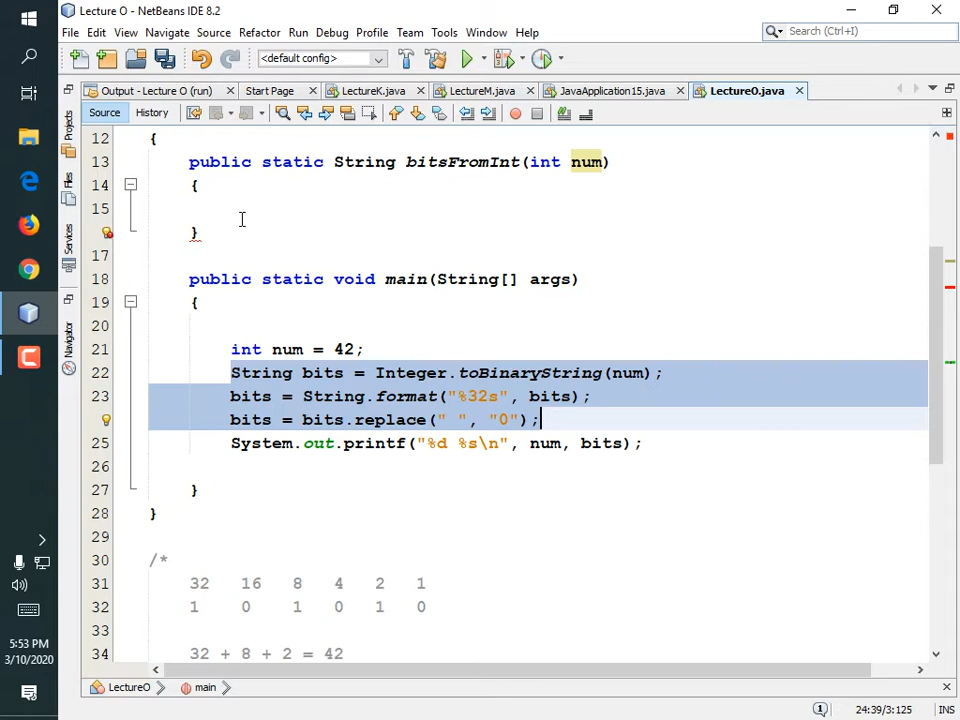 Lecture O - NetBeans IDE 8.2
File Edit View Navigate Source Refactor Run Debug Profile Team Tools Window Help
Search (Ctrl+I)
<default config>
Output - Lecture O (run) Start Page LectureK.java LectureM.java JavaApplication15.java LectureO.java
Source History
Projects
Files
Services
Navigator
12 {
13 public static String bitsFromInt(int num)
14 {
15
}
17
18 public static void main(String[] args)
19 {
20
21 int num = 42;
22 String bits = Integer.toBinaryString(num);
23 bits = String.format("%32s", bits);
bits = bits.replace(" ", "0");
25 System.out.printf("%d %s\n", num, bits);
26
27 }
28 }
29
30 /*
31 32 16 8 4 2 1
32 1 0 1 0 1 0
33
34 32 + 8 + 2 = 42
LectureO main
5:53 PM
3/10/2020
1 24:39/3:125 INS